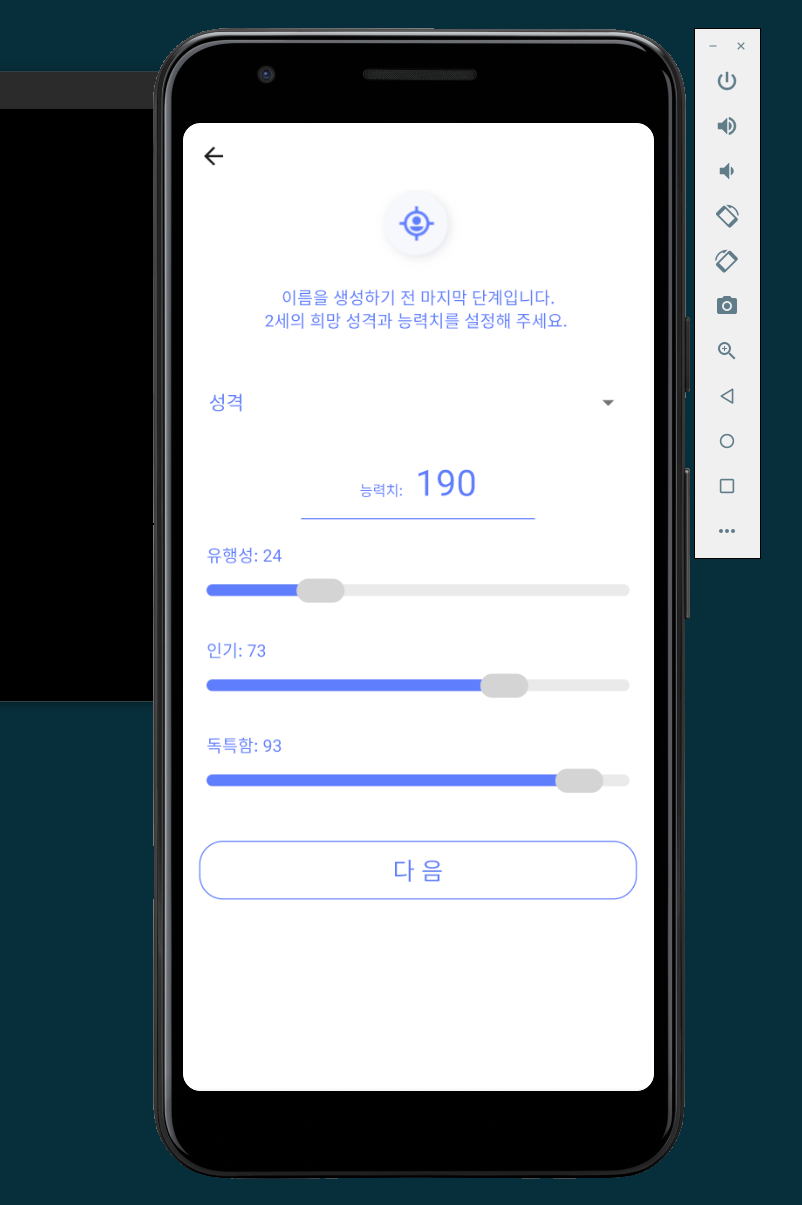 이름을 생성하기 전 마지막 단계입니다.
2세의 희망 성격과 능력치를 설정해 주세요.
성격
능력치: 190
유행성: 24
인기: 73
독특함: 93
다 음